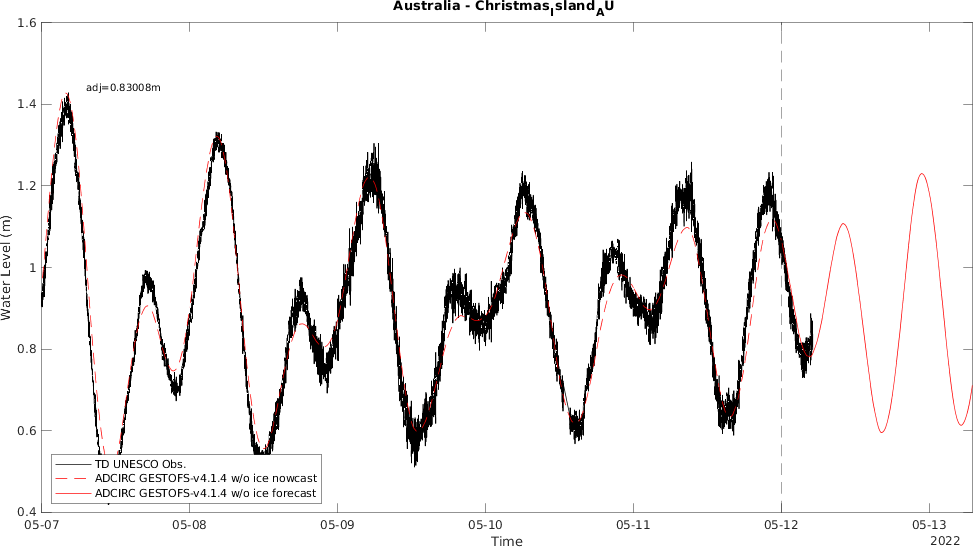 Australia - Christmas_Island_AU
1.6
1.4
1.2
1
0.8
0.6
0.4
Water Level (m)
adj=0.83008m
TD UNESCO Obs.
ADCIRC GESTOFS-v4.1.4 w/o ice nowcast
ADCIRC GESTOFS-v4.1.4 w/o ice forecast
05-07 05-08 05-09 05-10 05-11 05-12 05-13
Time 2022